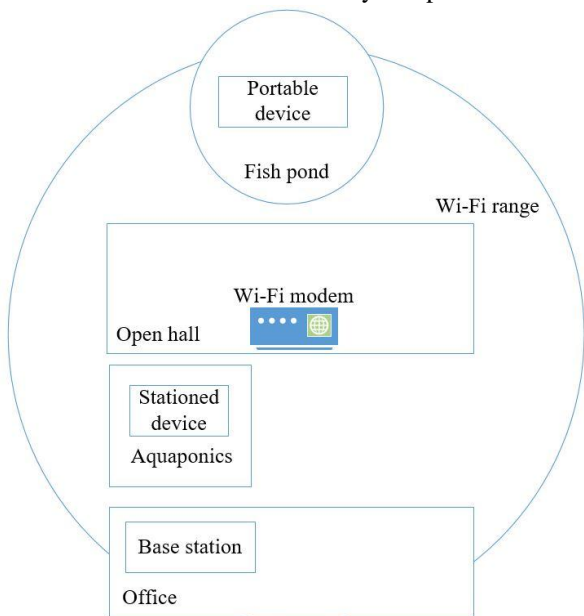 Portable
device
Fish pond
Wi-Fi range
Wi-Fi modem
Open hall
Stationed
device
Aquaponics
Base station
Office